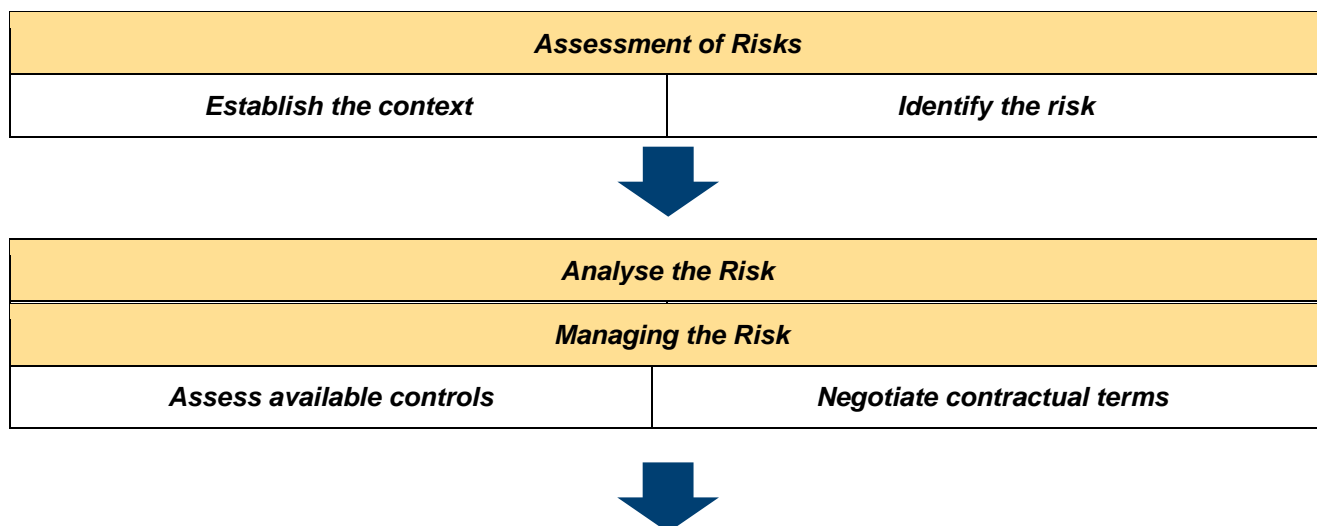 Assessment of Risks
Establish the context Identify the risk
Analyse the Risk
Managing the Risk
Assess available controls Negotiate contractual terms